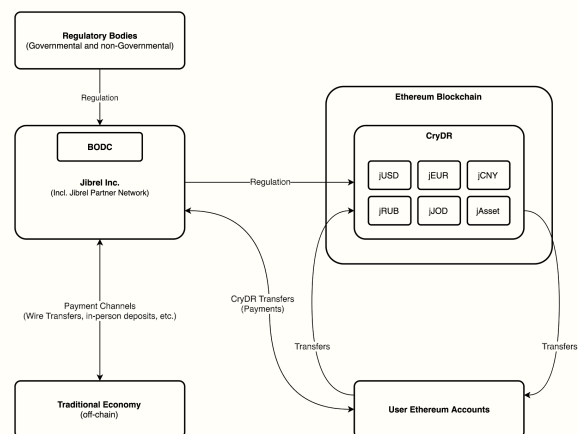 Regulatory Bodies
(Governmental and non-Governmental)
Regulation
Ethereum Blockchain
CryDR
BODC
Jibrel Inc.
(Incl. Jibrel Partner Network)
Regulation
jUSD
jEUR
jCNY
jRUB
jJOD
jAsset
CryDR Transfers
(Payments)
Payment Channels
(Wire Transfers, in-person deposits, etc.)
Transfers
Transfers
Traditional Economy
(off-chain)
User Ethereum Accounts